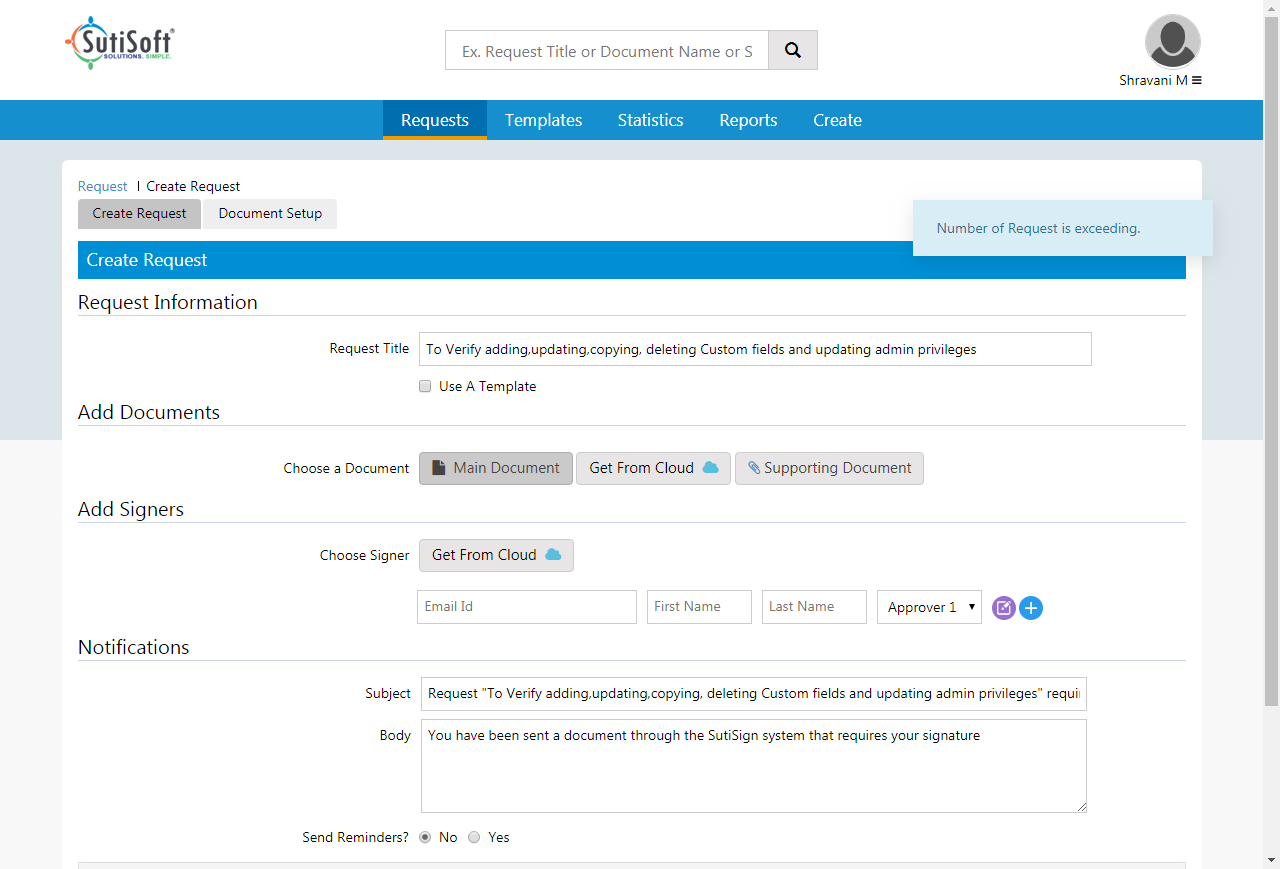 SutiSoft®
SOLUTIONS. SIMPLE.
Ex. Request Title or Document Name or S
Shravani M
Requests Templates Statistics Reports Create
Request | Create Request
Create Request Document Setup
Number of Request is exceeding.
Create Request
Request Information
Request Title To Verify adding,updating,copying, deleting Custom fields and updating admin privileges
Use A Template
Add Documents
Choose a Document Main Document Get From Cloud Supporting Document
Add Signers
Choose Signer Get From Cloud
Email Id First Name Last Name Approver 1
Notifications
Subject Request "To Verify adding,updating,copying, deleting Custom fields and updating admin privileges" requi
Body You have been sent a document through the SutiSign system that requires your signature
Send Reminders? No Yes